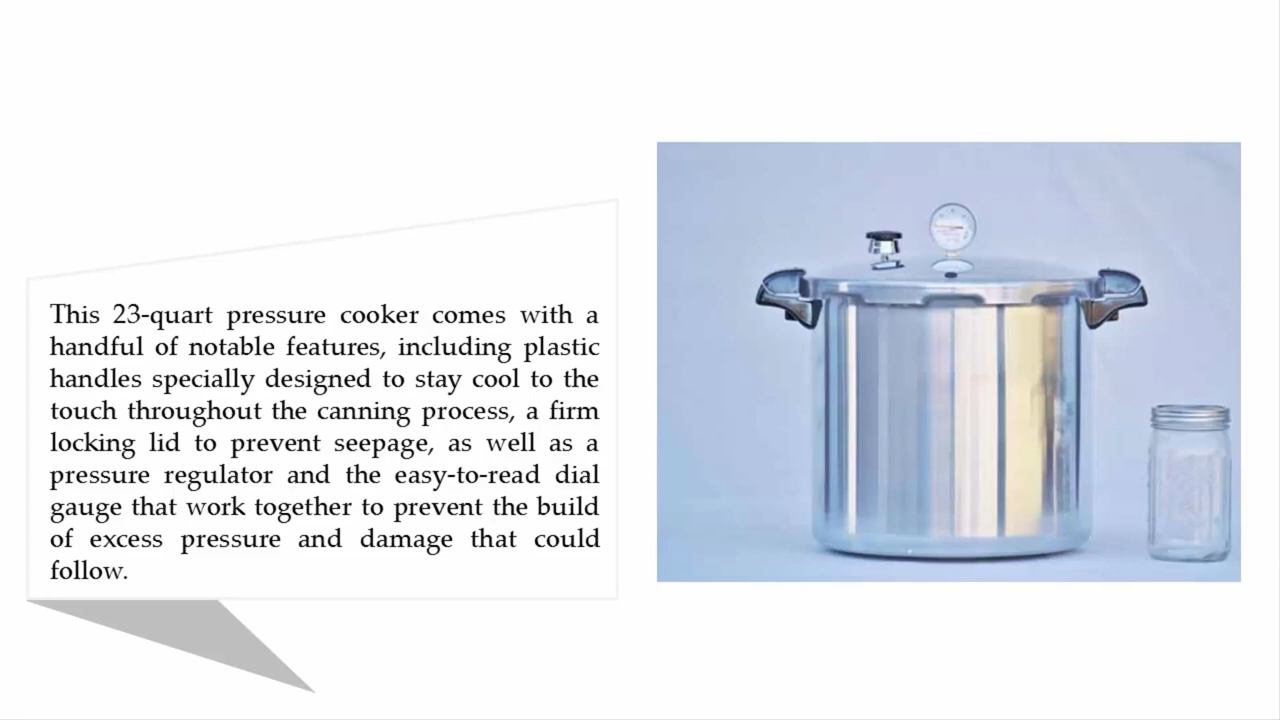 This 23-quart pressure cooker comes with a
handful of notable features, including plastic
handles specially designed to stay cool to the
touch throughout the canning process, a firm
locking lid to prevent seepage, as well as a
pressure regulator and the easy-to-read dial
gauge that work together to prevent the build
of excess pressure and damage that could
follow.